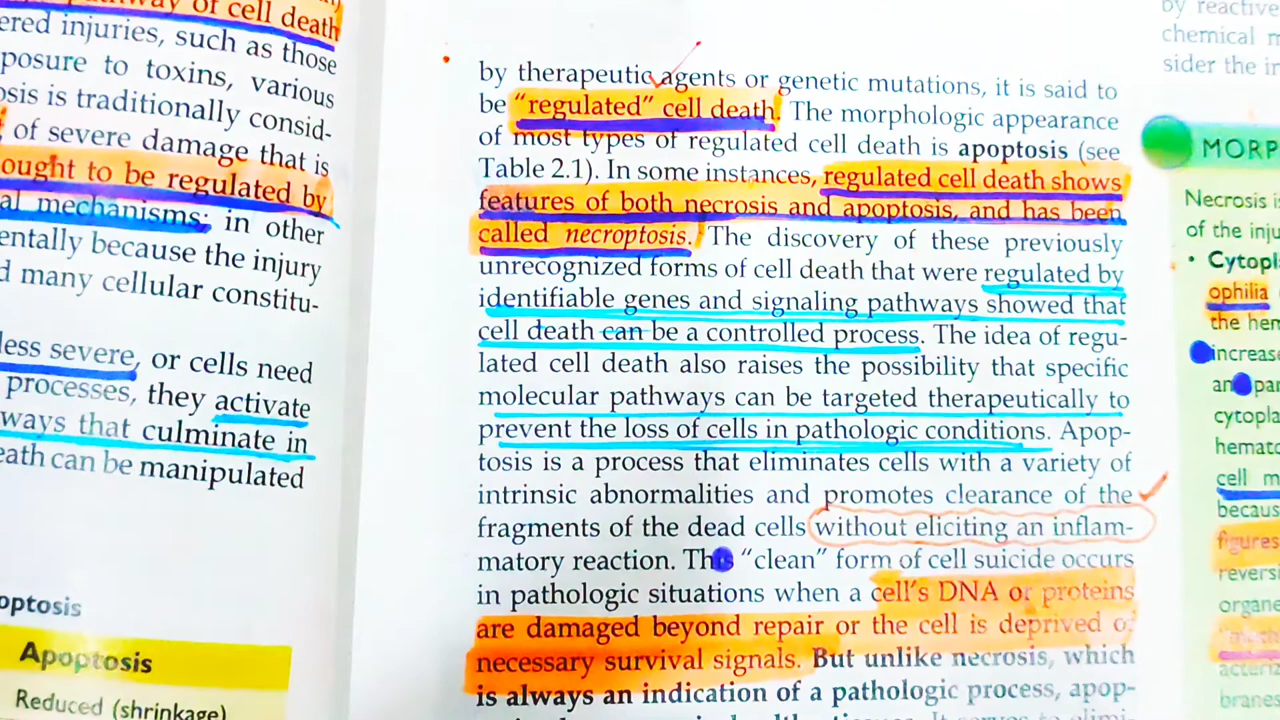 of cell death
ered injuries, such as those
posure to toxins, various
osis is traditionally consid-
of severe damage that is
ought to be regulated by
al mechanisms; in other
entally because the injury
d many cellular constitu-
less severe, or cells need
processes, they activate
ways that culminate in
eath can be manipulated
optosis
Apoptosis
Reduced (shrinkage)
by therapeutic agents or genetic mutations, it is said to
be “regulated” cell death. The morphologic appearance
of most types of regulated cell death is apoptosis (see
Table 2.1). In some instances, regulated cell death shows
features of both necrosis and apoptosis, and has been
called necroptosis. The discovery of these previously
unrecognized forms of cell death that were regulated by
identifiable genes and signaling pathways showed that
cell death can be a controlled process. The idea of regu-
lated cell death also raises the possibility that specific
molecular pathways can be targeted therapeutically to
prevent the loss of cells in pathologic conditions. Apop-
tosis is a process that eliminates cells with a variety of
intrinsic abnormalities and promotes clearance of the
fragments of the dead cells without eliciting an inflam-
matory reaction. This “clean” form of cell suicide occurs
in pathologic situations when a cell’s DNA or proteins
are damaged beyond repair or the cell is deprived of
necessary survival signals. But unlike necrosis, which
is always an indication of a pathologic process, apop-
by reactive
chemical m
sider the in
MORP
Necrosis is
of the inju
• Cytopl
ophilia
the hem
increase
and par
cytopla
hemato
cell m
becaus
figures
reversi
organe
branes